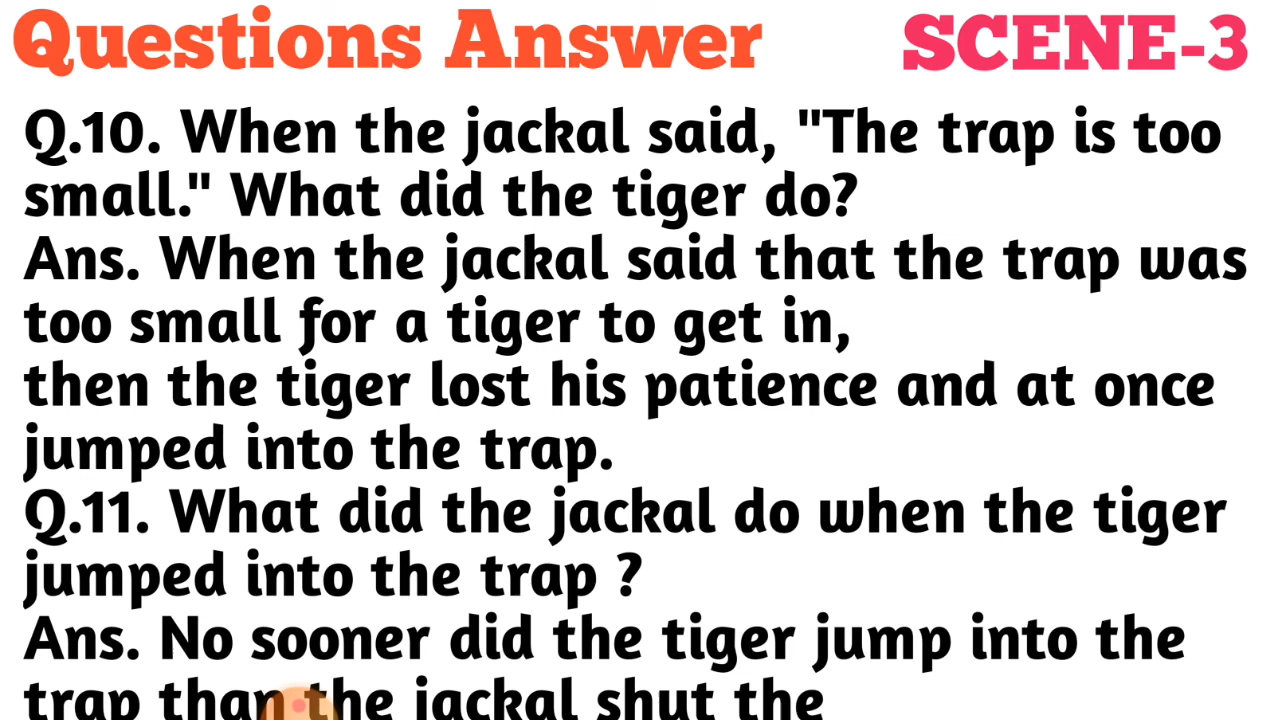 Questions Answer SCENE-3
Q.10. When the jackal said, "The trap is too
small." What did the tiger do?
Ans. When the jackal said that the trap was
too small for a tiger to get in,
then the tiger lost his patience and at once
jumped into the trap.
Q.11. What did the jackal do when the tiger
jumped into the trap ?
Ans. No sooner did the tiger jump into the
trap than the jackal shut the